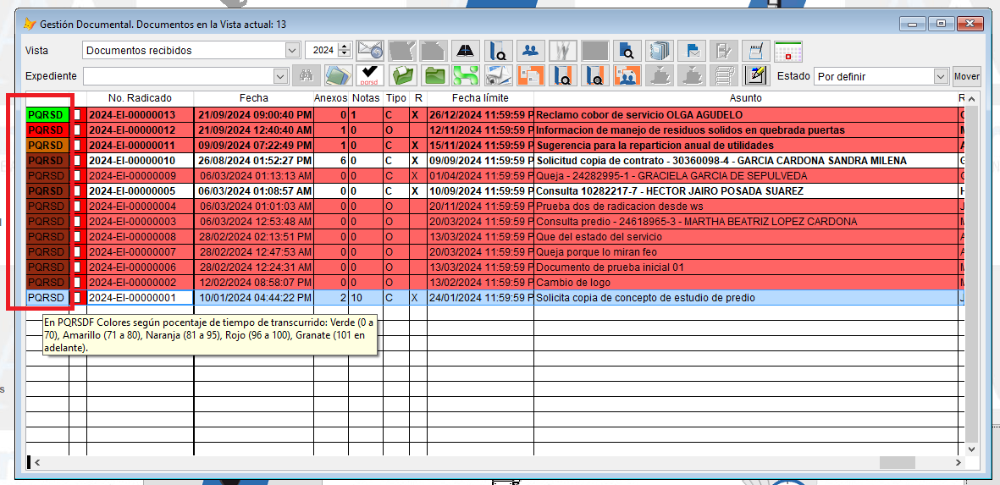 Gestión Documental. Documentos en la Vista actual: 13
Vista Documentos recibidos 2024
Expediente pqrsd Estado Por definir Mover
No. Radicado Fecha Anexos Notas Tipo R Fecha límite Asunto R
PQRSD 2024-EI-00000013 21/09/2024 09:00:40 PM 0 1 C X 26/12/2024 11:59:59 P Reclamo cobor de servicio OLGA AGUDELO
PQRSD 2024-EI-00000012 21/09/2024 12:40:40 AM 1 0 O 12/11/2024 11:59:59 P Informacion de manejo de residuos solidos en quebrada puertas
PQRSD 2024-EI-00000011 09/09/2024 07:22:49 PM 1 0 C X 15/11/2024 11:59:59 P Sugerencia para la reparticion anual de utilidades
PQRSD 2024-EI-00000010 26/08/2024 01:52:27 PM 6 0 C X 09/09/2024 11:59:59 P Solicitud copia de contrato - 30360098-4 - GARCIA CARDONA SANDRA MILENA
PQRSD 2024-EI-00000009 06/03/2024 01:13:13 AM 0 0 C X 01/04/2024 11:59:59 P Queja - 24282995-1 - GRACIELA GARCIA DE SEPULVEDA
PQRSD 2024-EI-00000005 06/03/2024 01:08:57 AM 0 0 C X 10/09/2024 11:59:59 P Consulta 10282217-7 - HECTOR JAIRO POSADA SUAREZ
PQRSD 2024-EI-00000004 06/03/2024 01:01:03 AM 0 0 O 20/11/2024 11:59:59 P Prueba dos de radicacion desde ws
PQRSD 2024-EI-00000003 06/03/2024 12:53:48 AM 0 0 O 20/03/2024 11:59:59 P Consulta predio - 24618965-3 - MARTHA BEATRIZ LOPEZ CARDONA
PQRSD 2024-EI-00000008 28/02/2024 02:13:51 PM 0 0 O 13/03/2024 11:59:59 P Que del estado del servicio
PQRSD 2024-EI-00000007 28/02/2024 12:47:53 AM 0 0 O 20/03/2024 11:59:59 P Queja porque lo miran feo
PQRSD 2024-EI-00000006 28/02/2024 12:24:31 AM 0 0 O 13/03/2024 11:59:59 P Documento de prueba inicial 01
PQRSD 2024-EI-00000002 12/02/2024 08:58:07 PM 0 0 O 13/02/2024 11:59:59 P Cambio de logo
PQRSD 2024-EI-00000001 10/01/2024 04:44:22 PM 2 10 C X 24/01/2024 11:59:59 P Solicita copia de concepto de estudio de predio
En PQRSDF Colores según pocentaje de tiempo de transcurrido: Verde (0 a
70), Amarillo (71 a 80), Naranja (81 a 95), Rojo (96 a 100), Granate (101 en
adelante).